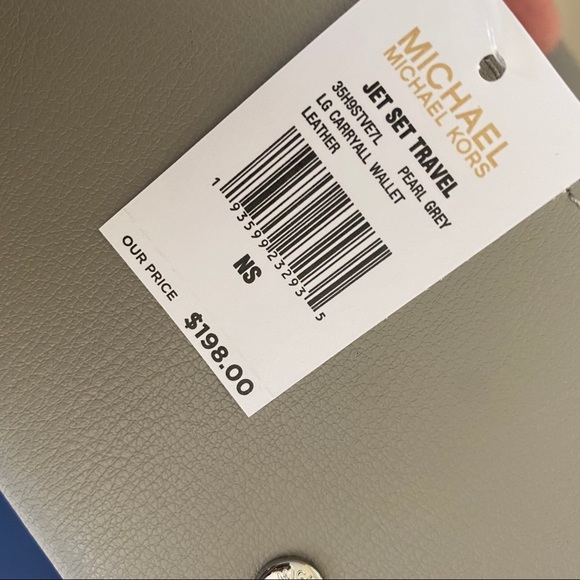 MICHAEL
MICHAEL KORS
JET SET TRAVEL
35H9STVE7L PEARL GREY
LG CARRYALL WALLET
LEATHER
1 93599 23293 5
NS
OUR PRICE
$198.00